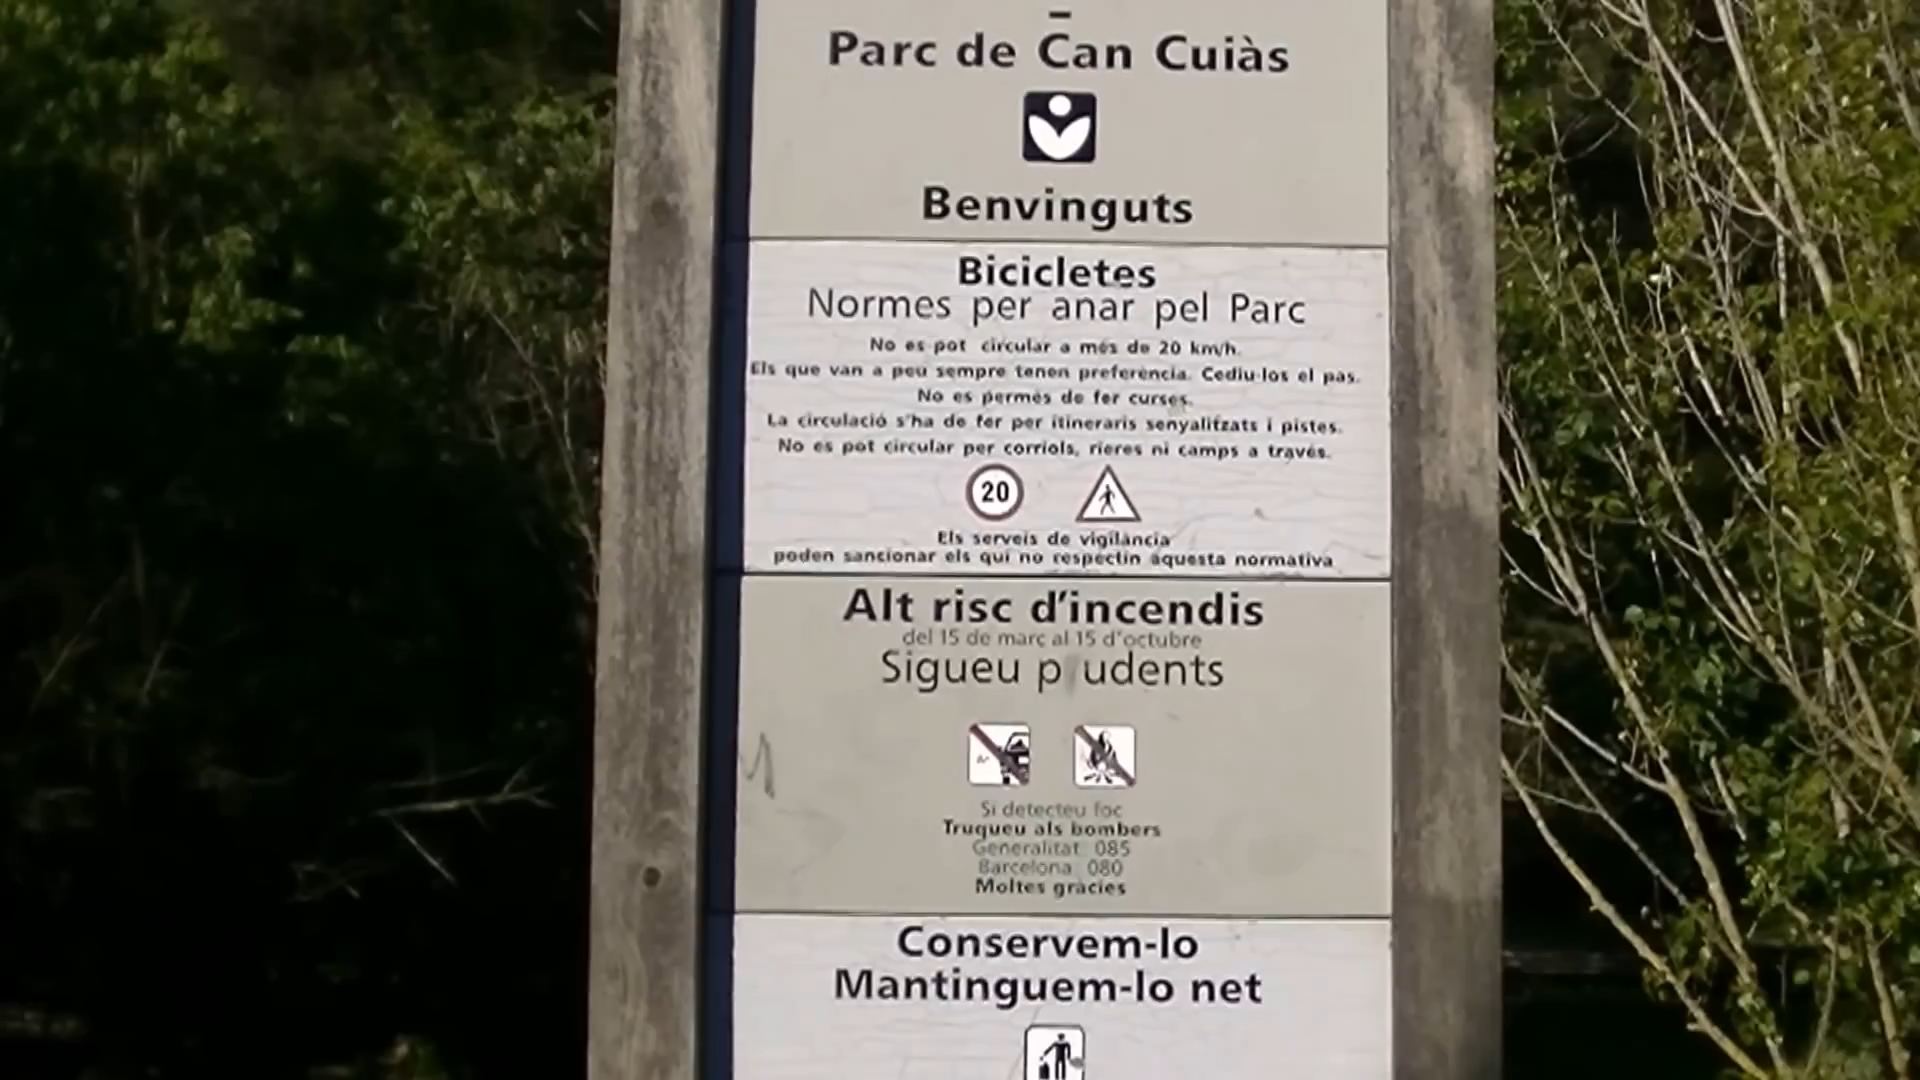 Parc de Can Cuiàs
Benvinguts
Bicicletes
Normes per anar pel Parc
No es pot circular a més de 20 km/h.
Els que van a peu sempre tenen preferència. Cediu-los el pas.
No es permés de fer curses.
La circulació s'ha de fer per itineraris senyalitzats i pistes.
No es pot circular per corriols, rieres ni camps a través.
20
Els serveis de vigilància
poden sancionar els qui no respectin aquesta normativa
Alt risc d'incendis
del 15 de març al 15 d'octubre
Sigueu p udents
Si detecteu foc
Truqueu als bombers
Generalitat 085
Barcelona 080
Moltes gràcies
Conservem-lo
Mantinguem-lo net